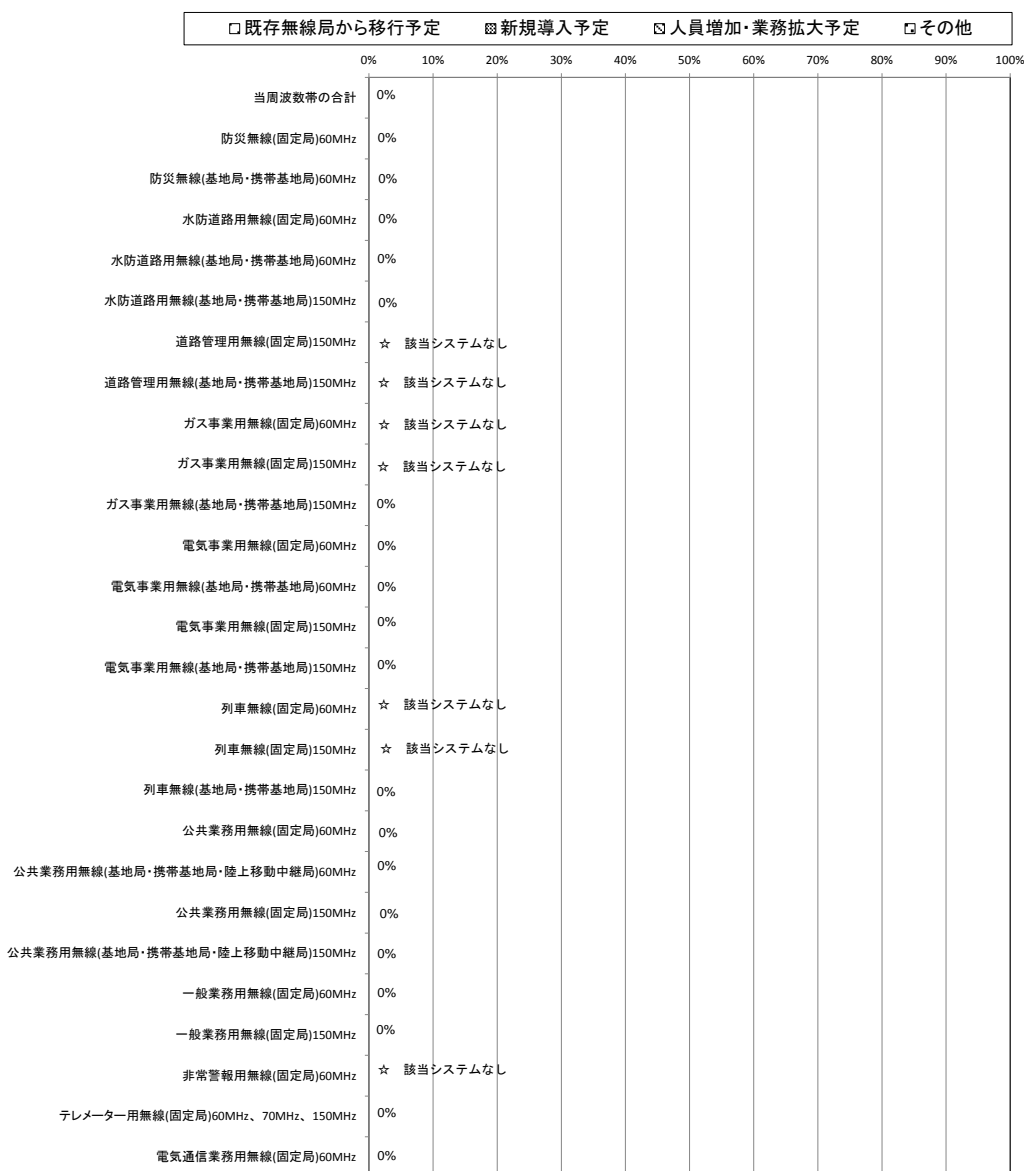 □既存無線局から移行予定 新規導入予定 人員増加・業務拡大予定 その他
0% 10% 20% 30% 40% 50% 60% 70% 80% 90% 100%
当周波数帯の合計 0%
防災無線(固定局)60MHz 0%
防災無線(基地局・携帯基地局)60MHz 0%
水防道路用無線(固定局)60MHz 0%
水防道路用無線(基地局・携帯基地局)60MHz 0%
水防道路用無線(基地局・携帯基地局)150MHz 0%
道路管理用無線(固定局)150MHz ☆ 該当システムなし
道路管理用無線(基地局・携帯基地局)150MHz ☆ 該当システムなし
ガス事業用無線(固定局)60MHz ☆ 該当システムなし
ガス事業用無線(固定局)150MHz ☆ 該当システムなし
ガス事業用無線(基地局・携帯基地局)150MHz 0%
電気事業用無線(固定局)60MHz 0%
電気事業用無線(基地局・携帯基地局)60MHz 0%
電気事業用無線(固定局)150MHz 0%
電気事業用無線(基地局・携帯基地局)150MHz 0%
列車無線(固定局)60MHz ☆ 該当システムなし
列車無線(固定局)150MHz ☆ 該当システムなし
列車無線(基地局・携帯基地局)150MHz 0%
公共業務用無線(固定局)60MHz 0%
公共業務用無線(基地局・携帯基地局・陸上移動中継局)60MHz 0%
公共業務用無線(固定局)150MHz 0%
公共業務用無線(基地局・携帯基地局・陸上移動中継局)150MHz 0%
一般業務用無線(固定局)60MHz 0%
一般業務用無線(固定局)150MHz 0%
非常警報用無線(固定局)60MHz ☆ 該当システムなし
テレメーター用無線(固定局)60MHz、70MHz、150MHz 0%
電気通信業務用無線(固定局)60MHz 0%